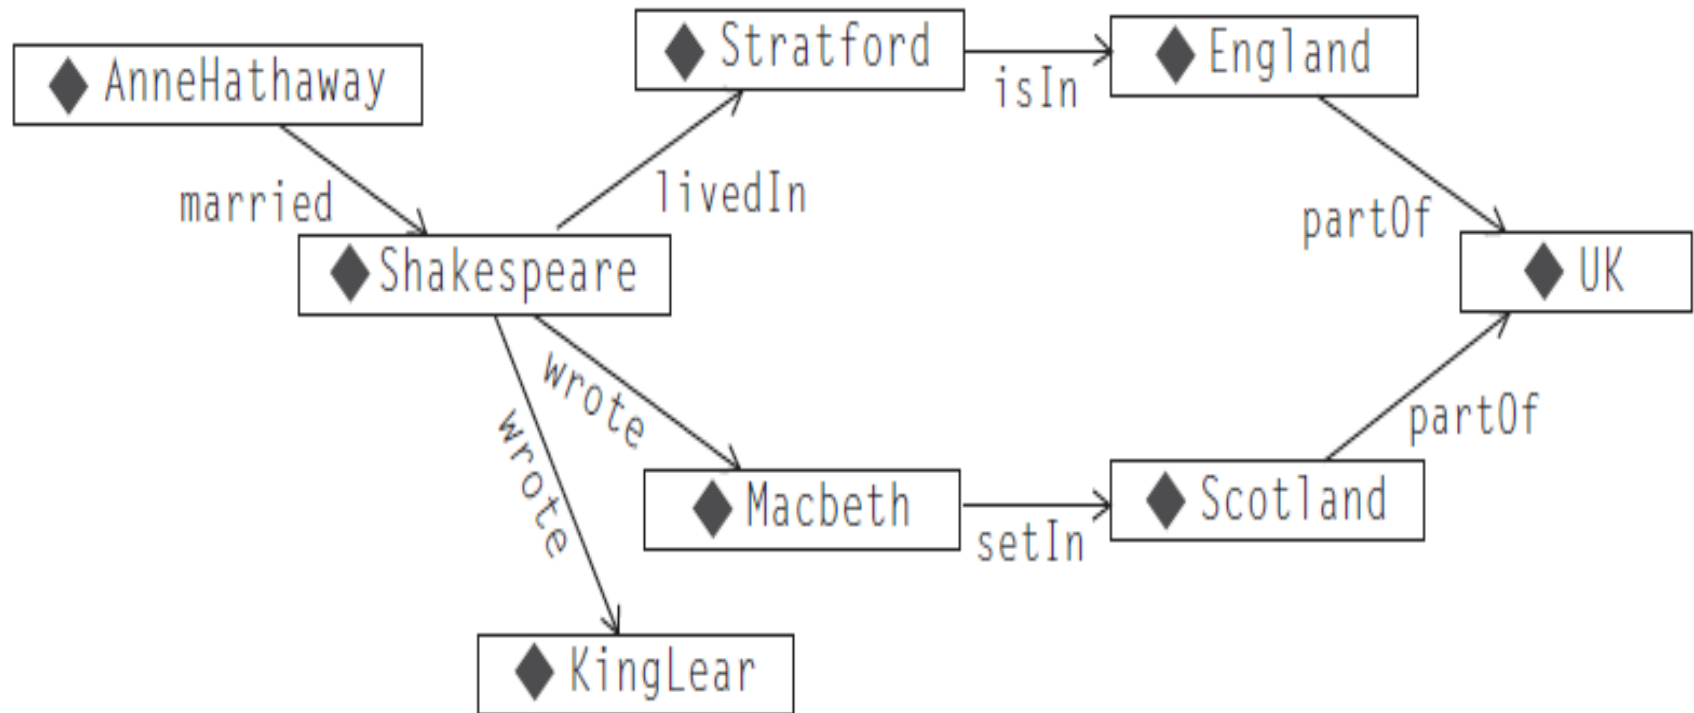 Stratford
England
AnneHathaway
isIn
married
livedIn
partOf
Shakespeare
UK
wrote
wrote
partOf
Macbeth
Scotland
setIn
KingLear